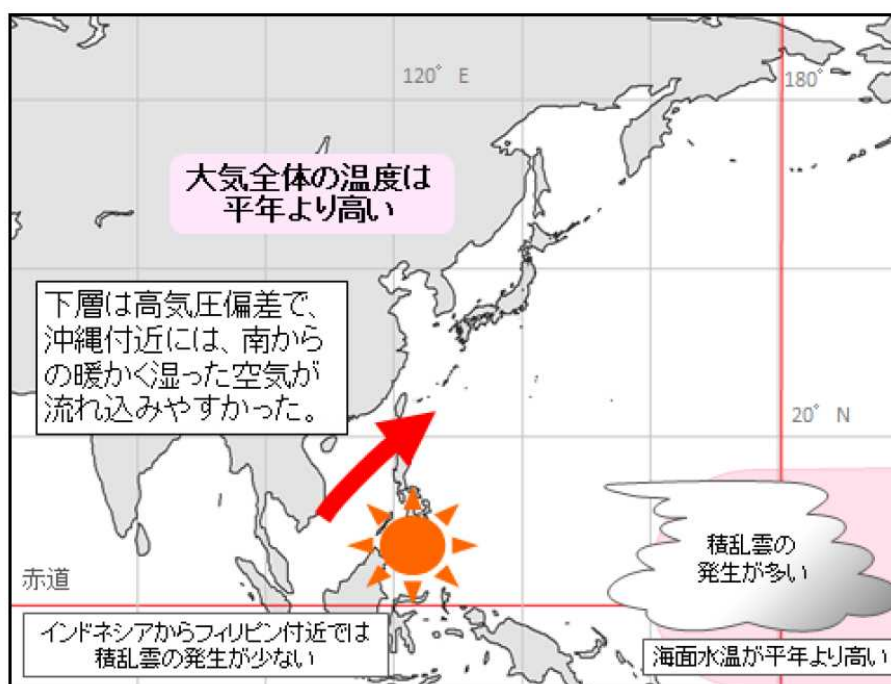 120° E
180°
大気全体の温度は
平年より高い
下層は高気圧偏差で、
沖縄付近には、南から
の暖かく湿った空気が
流れ込みやすかった。
20° N
積乱雲の
発生が多い
赤道
インドネシアからフィリピン付近では
積乱雲の発生が少ない
海面水温が平年より高い